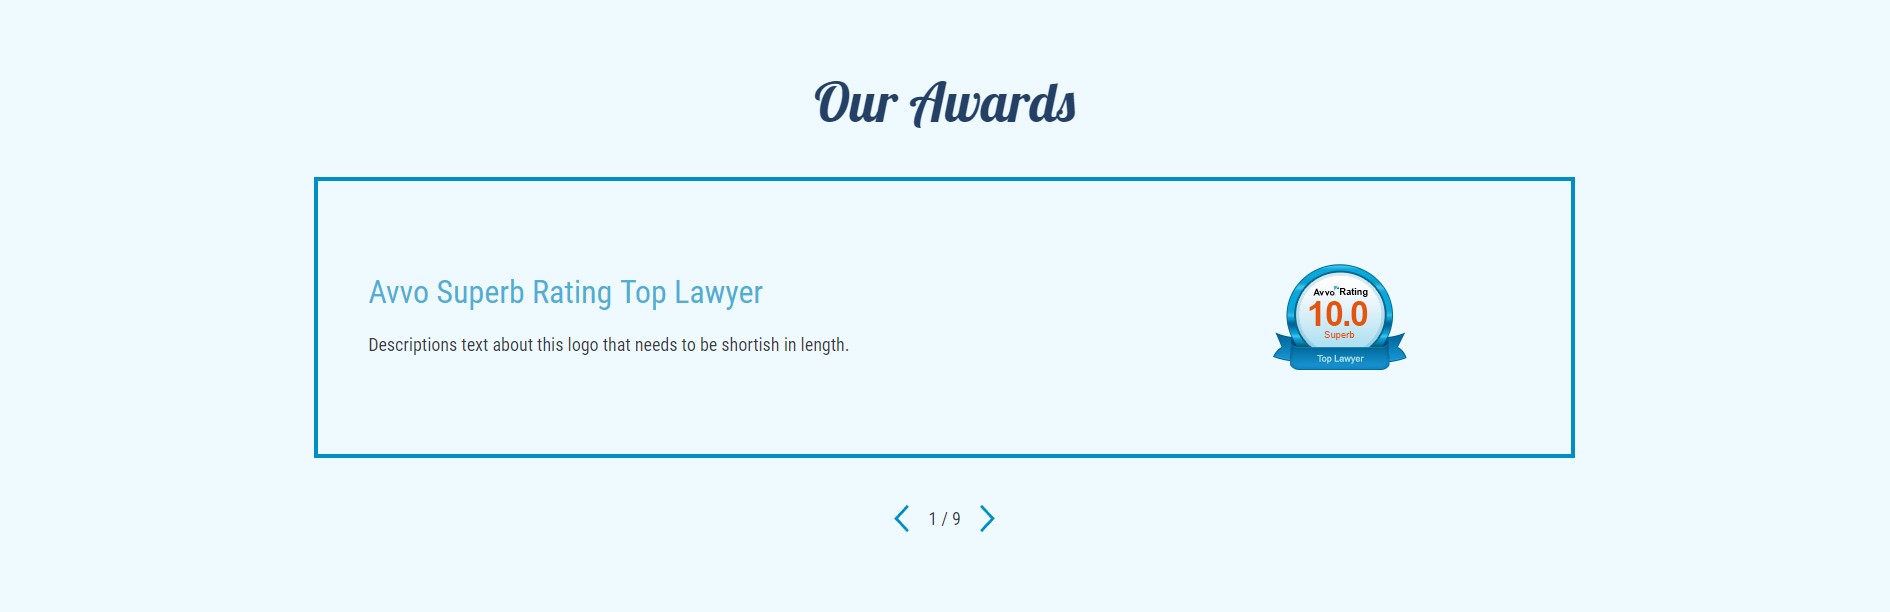 Our Awards
Avvo Superb Rating Top Lawyer
Descriptions text about this logo that needs to be shortish in length.
Avvo Rating
10.0
Superb
Top Lawyer
1 / 9